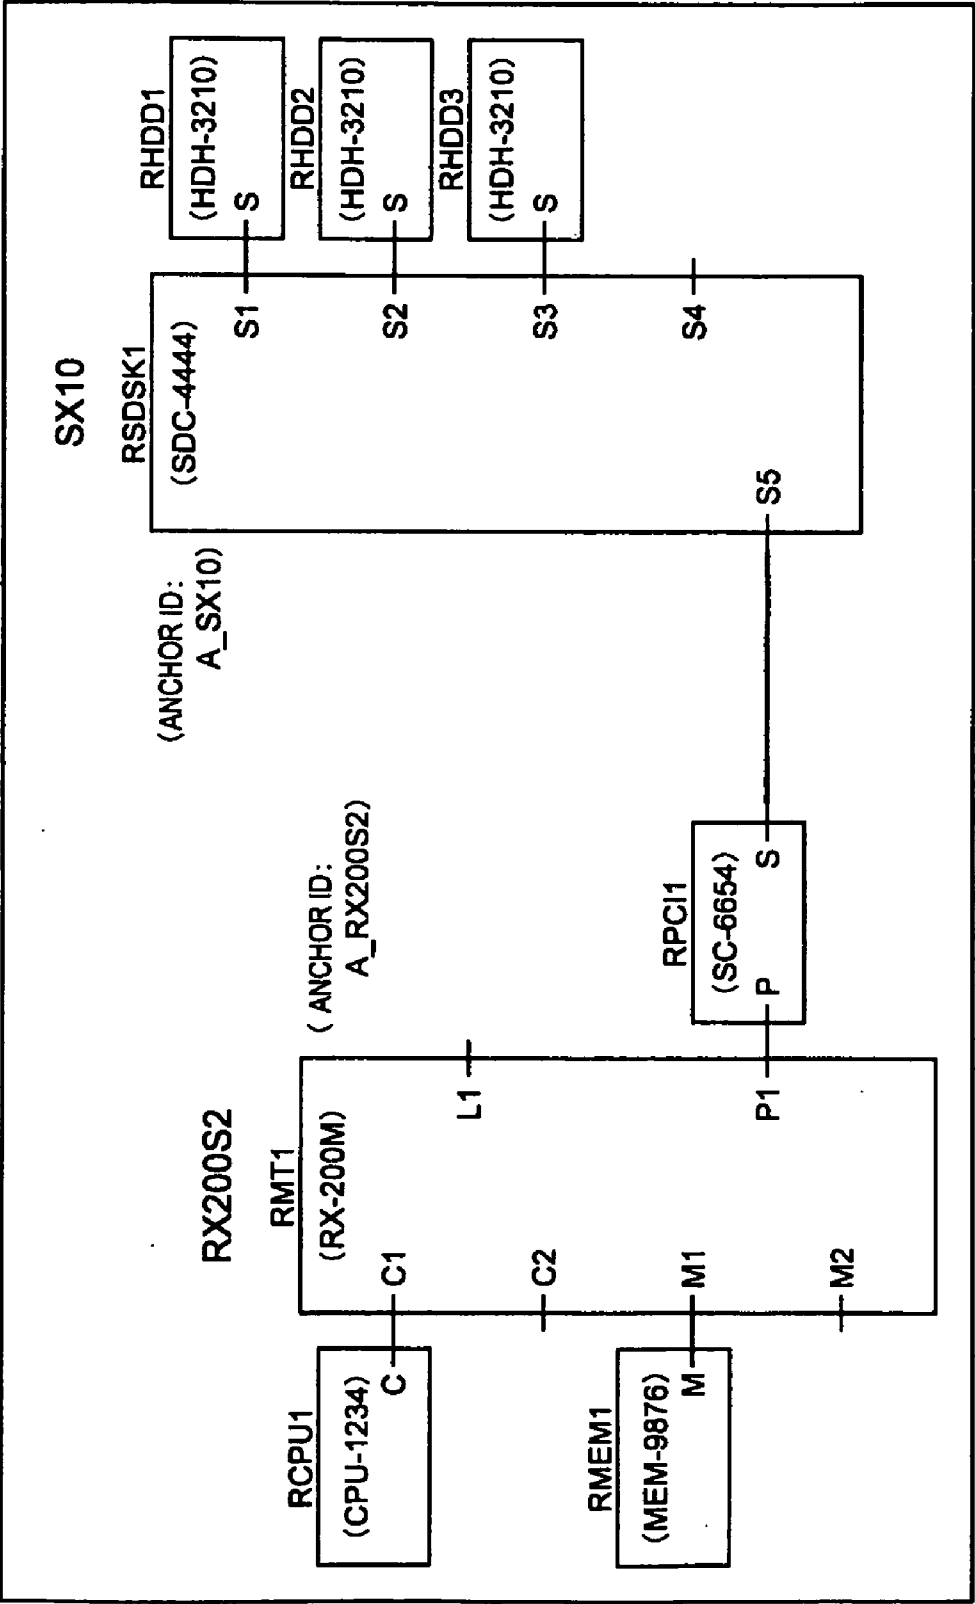 RX200S2
(ANCHOR ID:
A_RX200S2)
RMT1
(RX-200M)
RCPU1
(CPU-1234)
C
C1
C2
RMEM1
(MEM-9876)
M
M1
M2
L1
P1
RPCI1
(SC-6654)
P
S
SX10
(ANCHOR ID:
A_SX10)
RSDSK1
(SDC-4444)
S1
S2
S3
S4
S5
RHDD1
(HDH-3210)
S
RHDD2
(HDH-3210)
S
RHDD3
(HDH-3210)
S